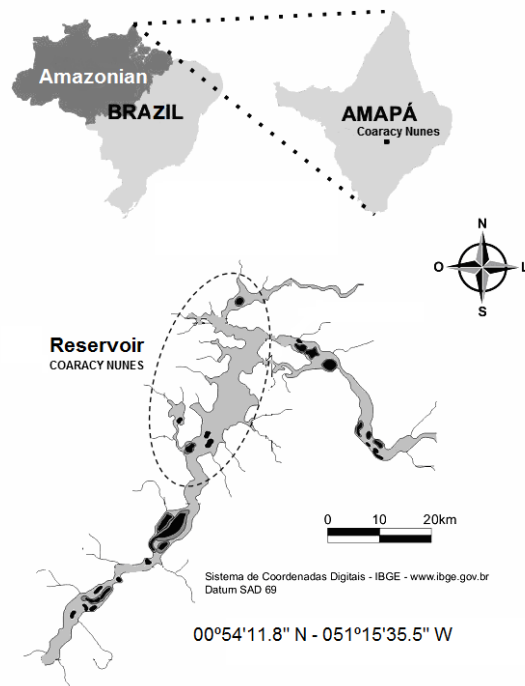 Amazonian
BRAZIL
AMAPÁ
Coaracy Nunes
N
O
L
S
Reservoir
COARACY NUNES
0 10 20km
Sistema de Coordenadas Digitais - IBGE - www.ibge.gov.br
Datum SAD 69
00º54'11.8" N - 051º15'35.5" W